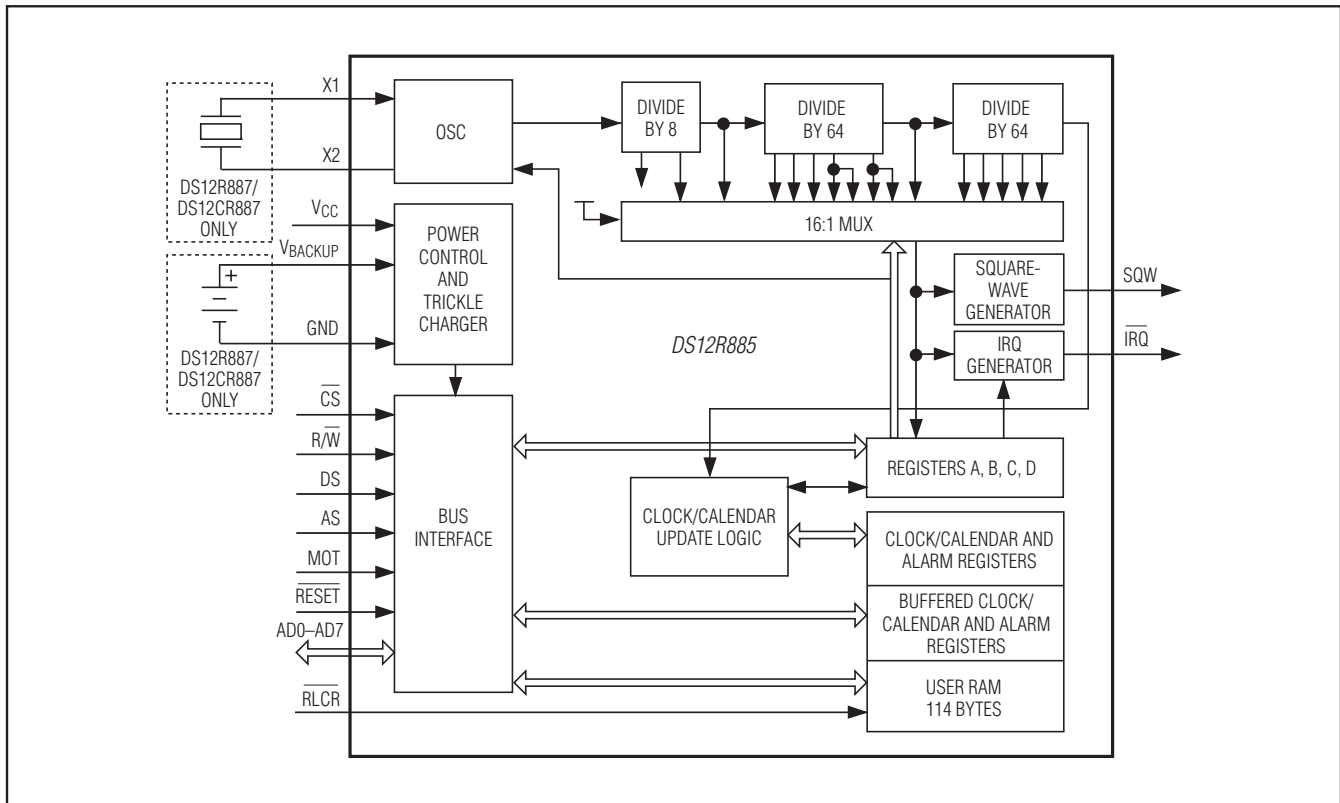 X1
X2
DS12R887/
DS12CR887
ONLY
VCC
VBACKUP
+
GND
DS12R887/
DS12CR887
ONLY
CS
R/W
DS
AS
MOT
RESET
AD0–AD7
RLCR
OSC
POWER
CONTROL
AND
TRICKLE
CHARGER
BUS
INTERFACE
DIVIDE
BY 8
DIVIDE
BY 64
DIVIDE
BY 64
16:1 MUX
SQUARE-
WAVE
GENERATOR
SQW
IRQ
GENERATOR
IRQ
DS12R885
REGISTERS A, B, C, D
CLOCK/CALENDAR
UPDATE LOGIC
CLOCK/CALENDAR AND
ALARM REGISTERS
BUFFERED CLOCK/
CALENDAR AND ALARM
REGISTERS
USER RAM
114 BYTES